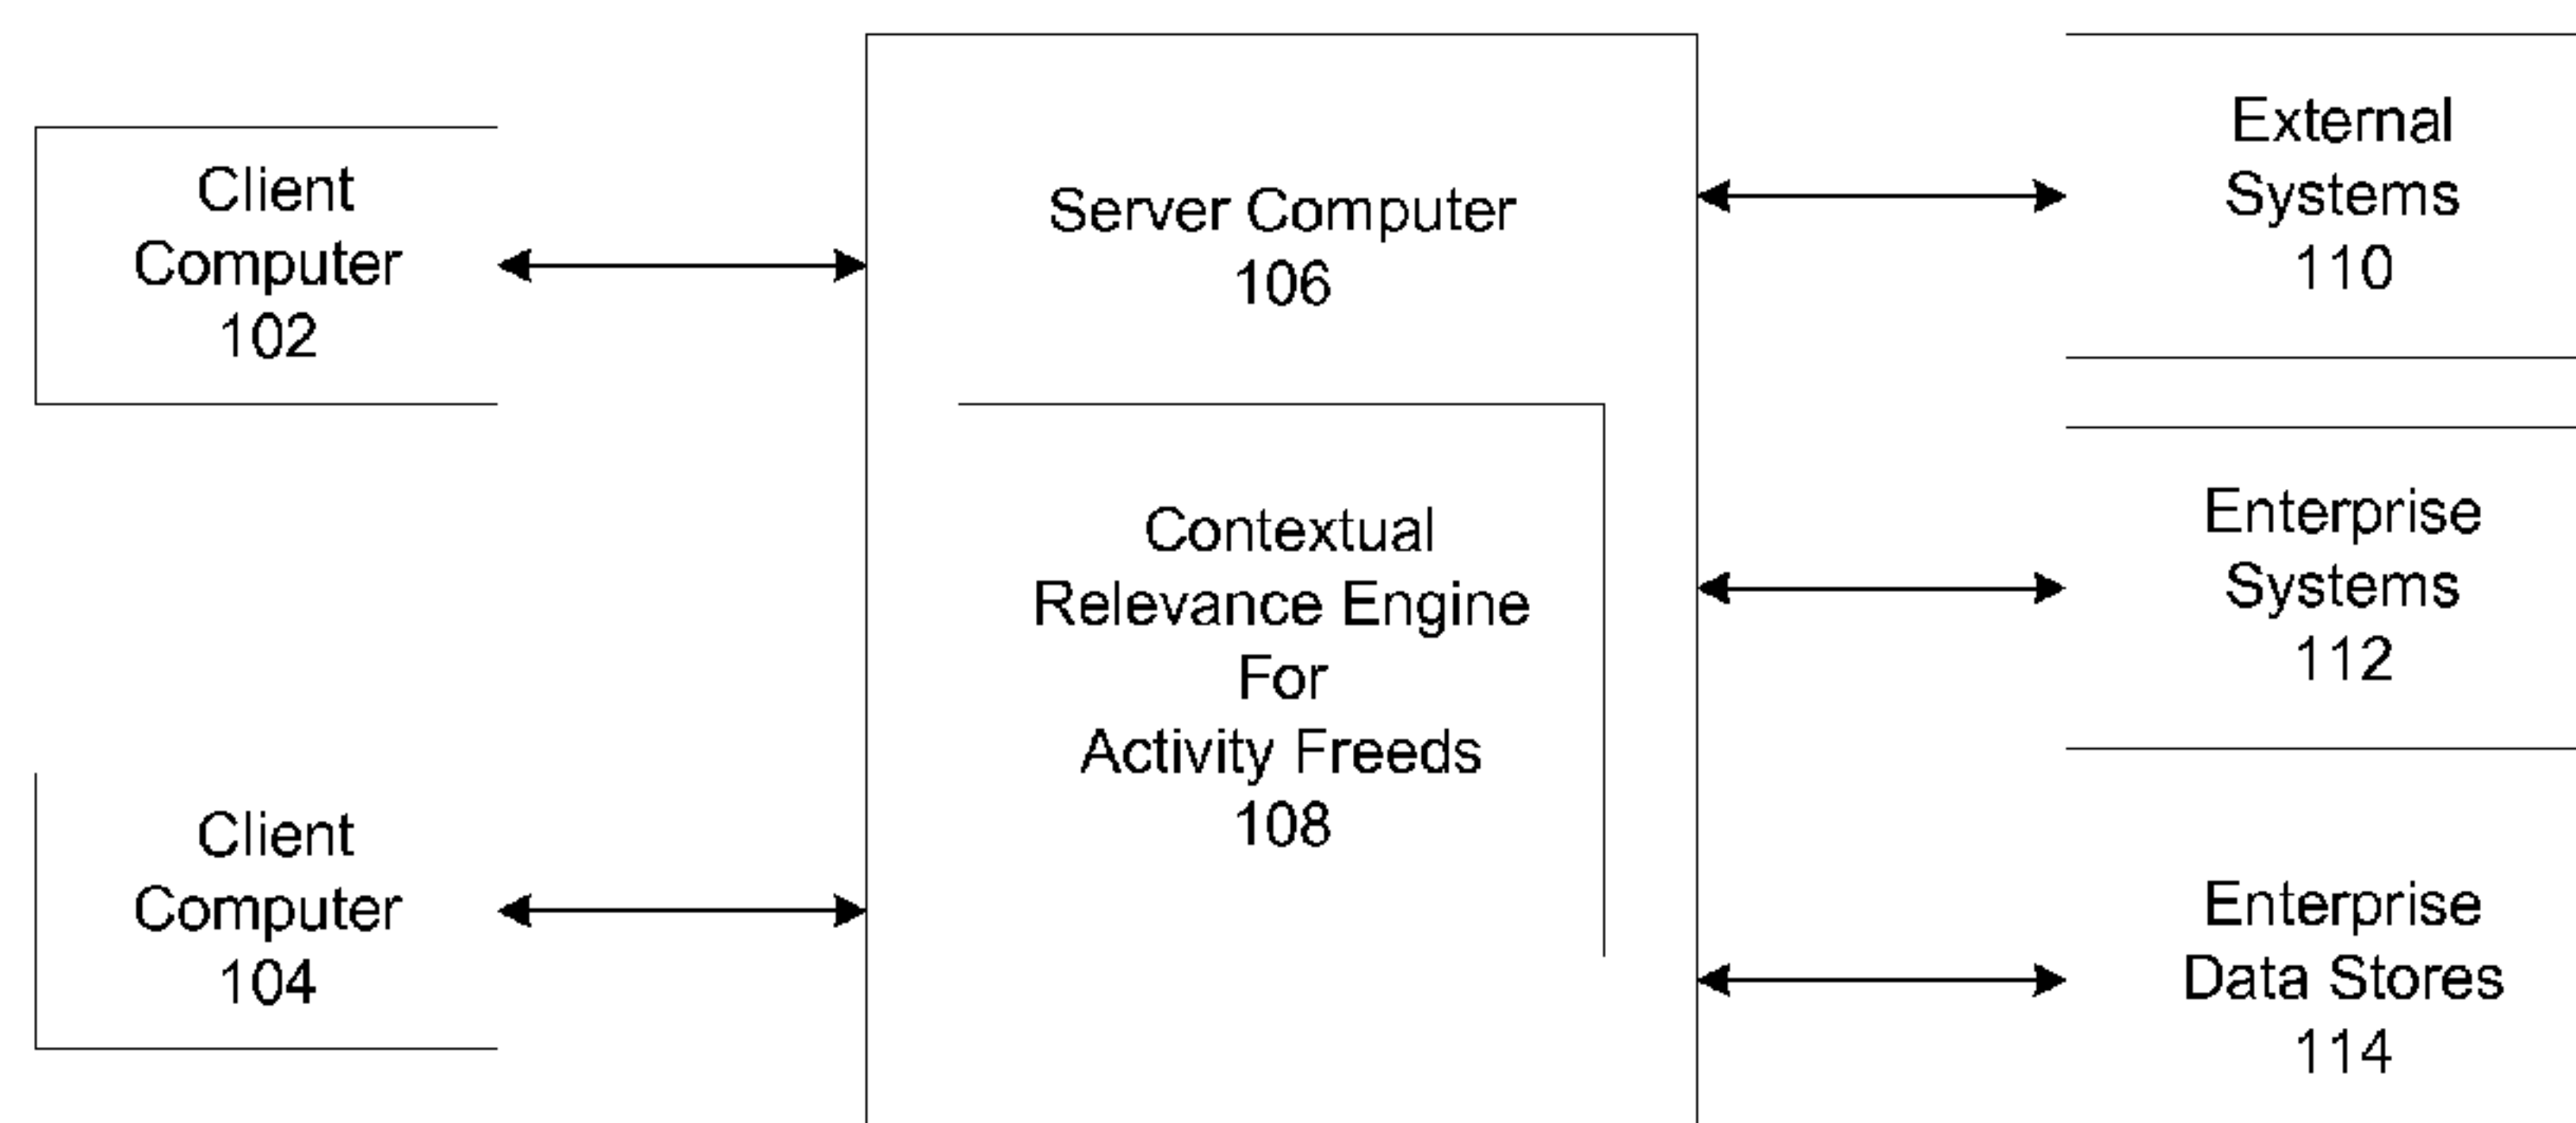 Client
Computer
102
Client
Computer
104
Server Computer
106
Contextual
Relevance Engine
For
Activity Freeds
108
External
Systems
110
Enterprise
Systems
112
Enterprise
Data Stores
114